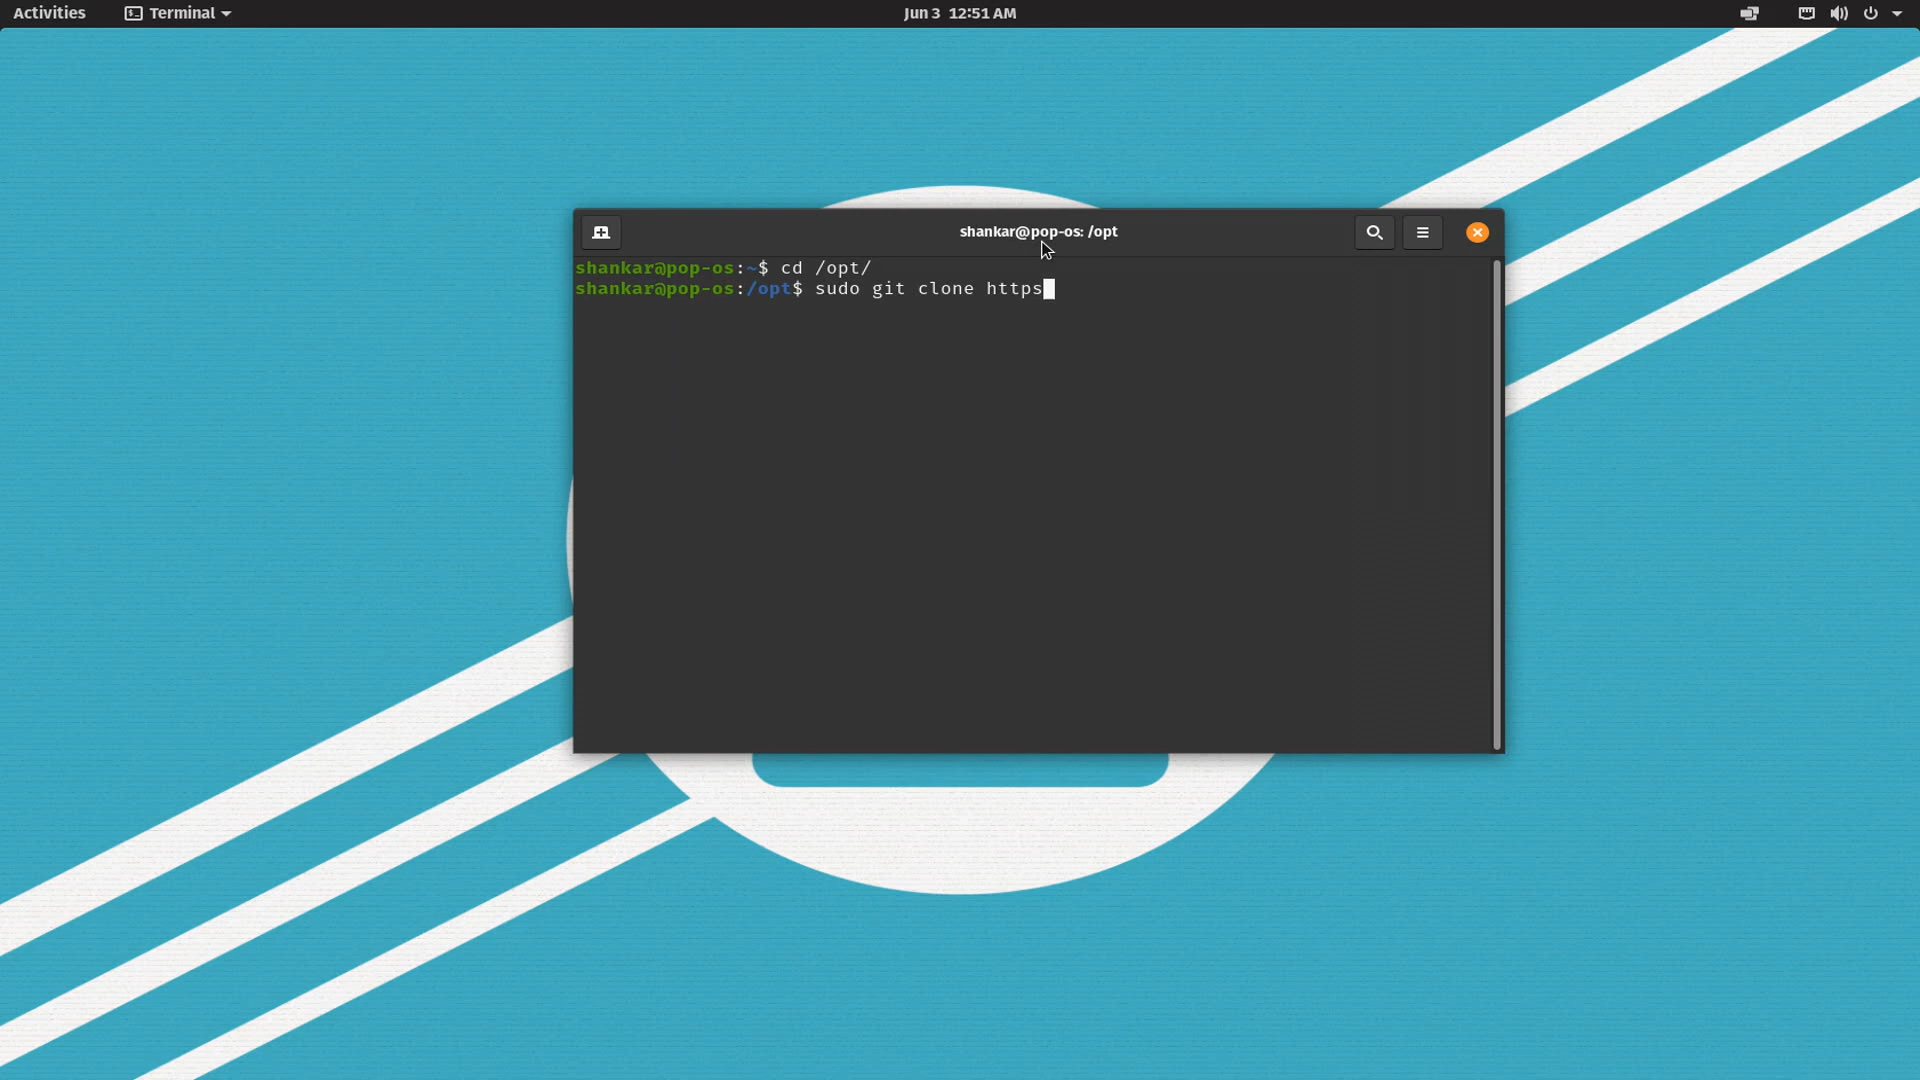 Activities Terminal Jun 3 12:51 AM
shankar@pop-os: /opt
shankar@pop-os:~$ cd /opt/
shankar@pop-os:/opt$ sudo git clone https